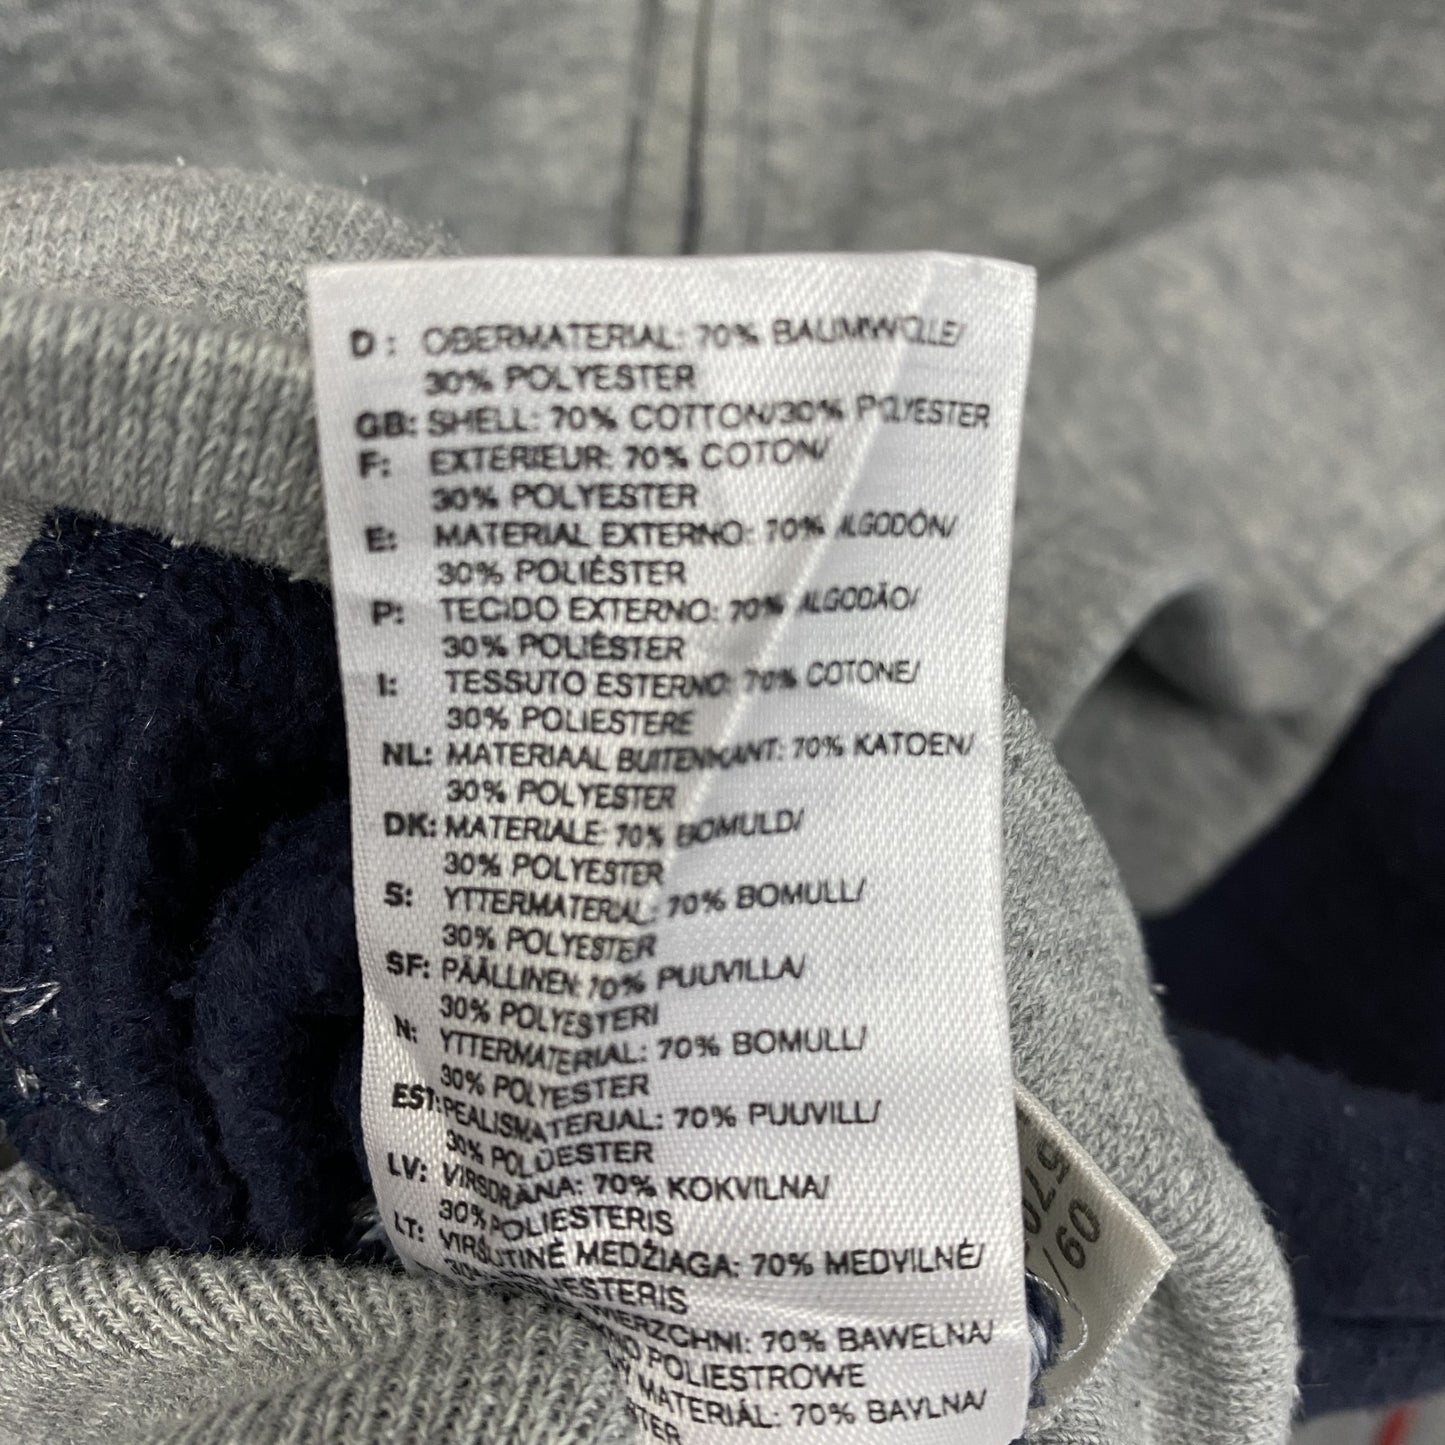 D: OBERMATERIAL: 70% BAUMWOLLE/
30% POLYESTER
GB: SHELL: 70% COTTON/30% POLYESTER
F: EXTERIEUR: 70% COTON/
30% POLYESTER
E: MATERIAL EXTERNO: 70% ALGODÓN/
30% POLIÉSTER
P: TECIDO EXTERNO: 70% ALGODÃO/
30% POLIÉSTER
I: TESSUTO ESTERNO: 70% COTONE/
30% POLIESTERE
NL: MATERIAAL BUITENKANT: 70% KATOEN/
30% POLYESTER
DK: MATERIALE: 70% BOMULD/
30% POLYESTER
S: YTTERMATERIAL: 70% BOMULL/
30% POLYESTER
SF: PÄÄLLINEN: 70% PUUVILLA/
30% POLYESTERI
N: YTTERMATERIAL: 70% BOMULL/
30% POLYESTER
EST: PEALISMATERJAL: 70% PUUVILL/
30% POLÜESTER
LV: VIRSDRĀNA: 70% KOKVILNA/
30% POLIESTERIS
LT: VIRŠUTINĖ MEDŽIAGA: 70% MEDVILNĖ/
30% POLIESTERIS
70% BAWEŁNA/
POLIESTROWE
MATERIÁL: 70% BAVLNA/